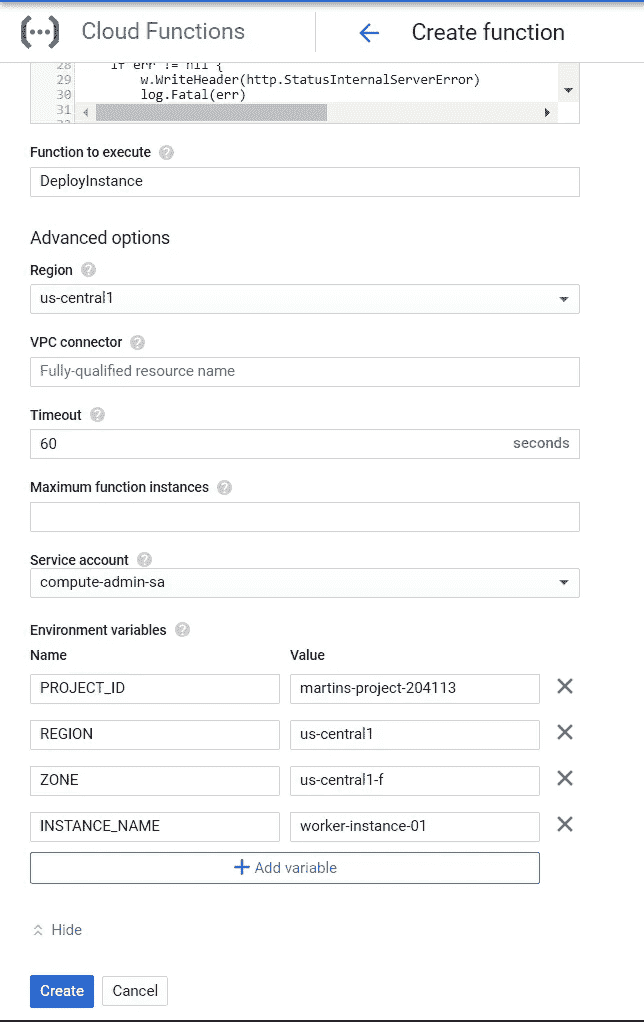 Cloud Functions
Create function
28 if err != nil {
29 w.WriteHeader(http.StatusInternalServerError)
30 log.Fatal(err)
31
Function to execute
DeployInstance
Advanced options
Region
us-central1
VPC connector
Fully-qualified resource name
Timeout
60 seconds
Maximum function instances
Service account
compute-admin-sa
Environment variables
Name Value
PROJECT_ID martins-project-204113
REGION us-central1
ZONE us-central1-f
INSTANCE_NAME worker-instance-01
+ Add variable
Hide
Create Cancel